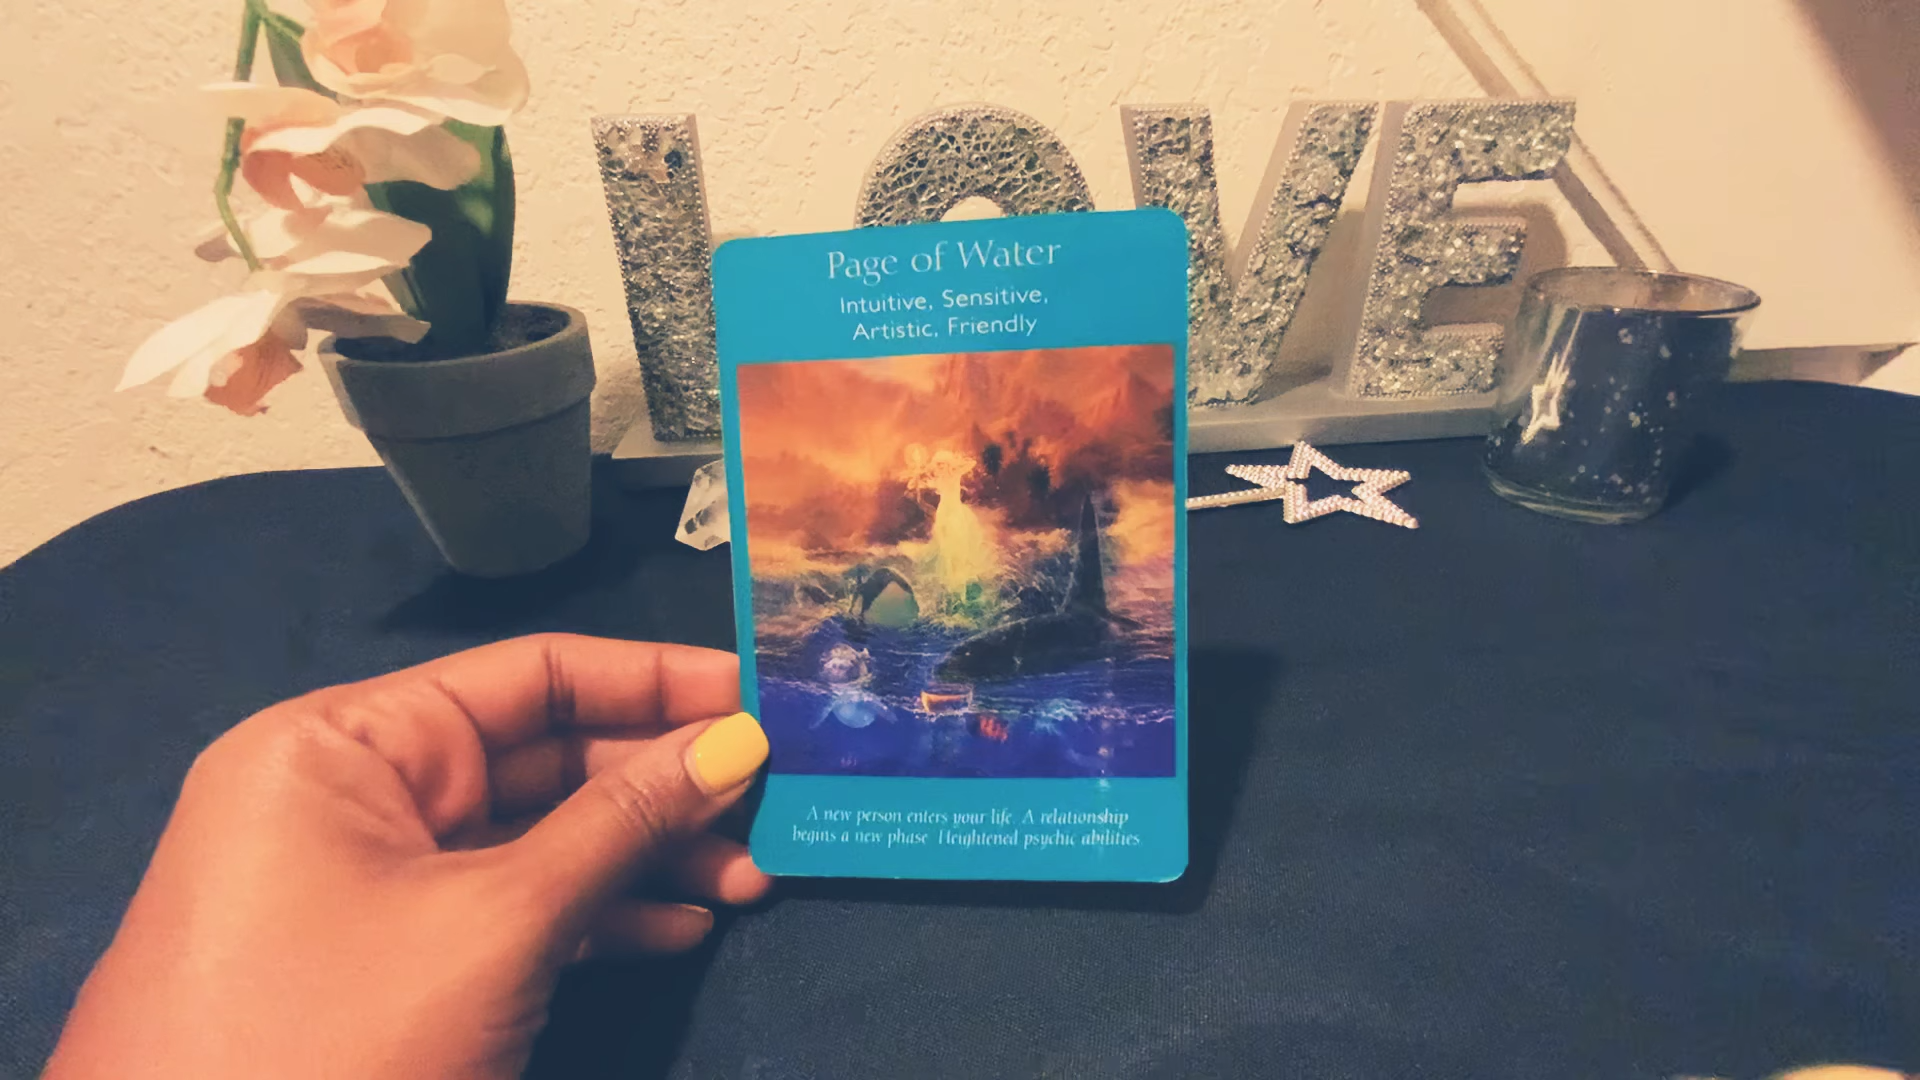 LOVE
Page of Water
Intuitive, Sensitive,
Artistic, Friendly
A new person enters your life. A relationship
begins a new phase. Heightened psychic abilities.